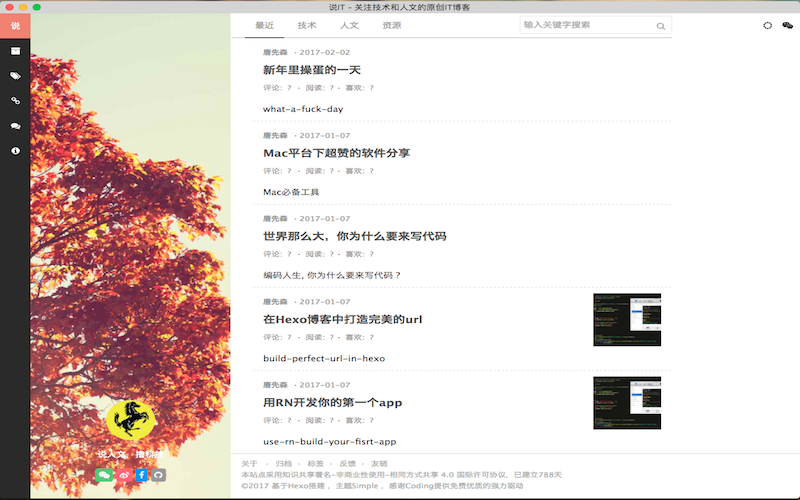 说IT - 关注技术和人文的原创IT博客
说
最近 技术 人文 资源
输入关键字搜索
唐先森 · 2017-02-02
新年里操蛋的一天
评论: ? · 阅读: ? · 喜欢: ?
what-a-fuck-day
唐先森 · 2017-01-07
Mac平台下超赞的软件分享
评论: ? · 阅读: ? · 喜欢: ?
Mac必备工具
唐先森 · 2017-01-07
世界那么大，你为什么要来写代码
评论: ? · 阅读: ? · 喜欢: ?
编码人生, 你为什么要来写代码？
唐先森 · 2017-01-07
在Hexo博客中打造完美的url
评论: ? · 阅读: ? · 喜欢: ?
build-perfect-url-in-hexo
唐先森 · 2017-01-07
用RN开发你的第一个app
评论: ? · 阅读: ? · 喜欢: ?
use-rn-build-your-fisrt-app
说人文
关于 · 归档 · 标签 · 反馈 · 友链
本站点采用知识共享署名-非商业性使用-相同方式共享 4.0 国际许可协议，已建立788天
©2017 基于Hexo搭建 ，主题Simple ，感谢Coding提供免费优质的强力驱动